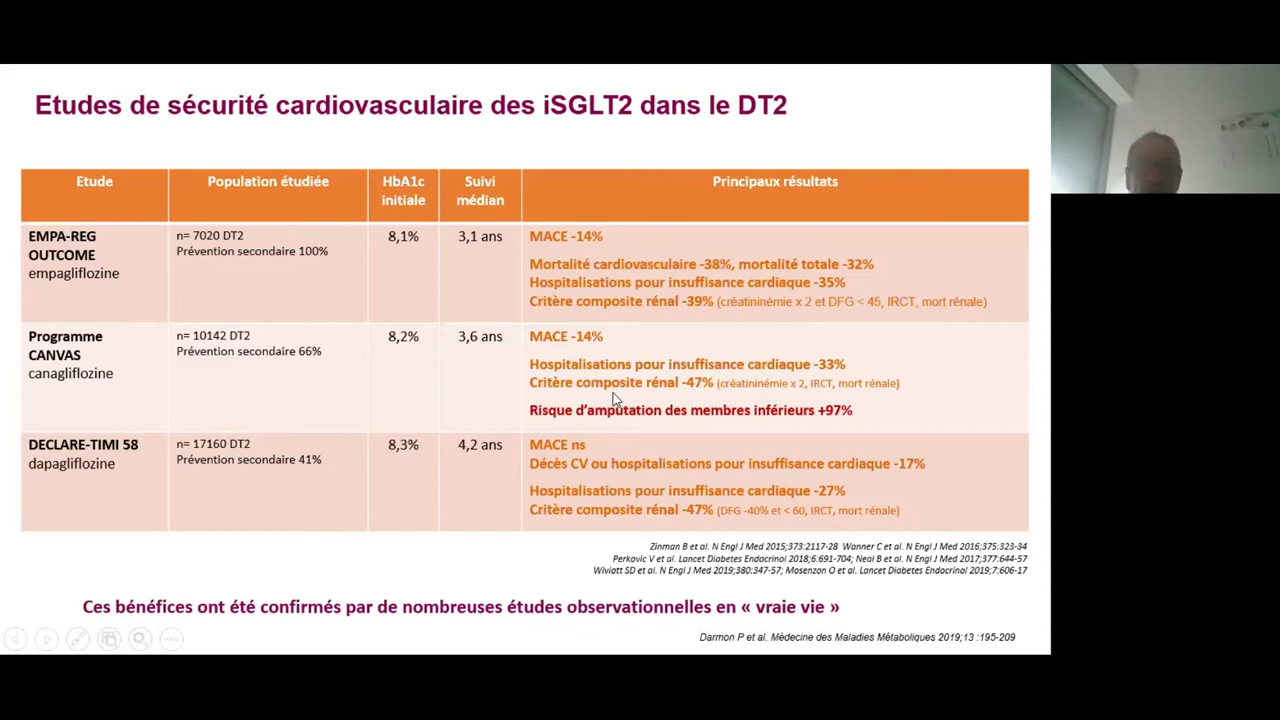 Etudes de sécurité cardiovasculaire des iSGLT2 dans le DT2
Etude
Population étudiée
HbA1c
initiale
Suivi
médian
Principaux résultats
EMPA-REG
OUTCOME
empagliflozine
n= 7020 DT2
Prévention secondaire 100%
8,1%
3,1 ans
MACE -14%
Mortalité cardiovasculaire -38%, mortalité totale -32%
Hospitalisations pour insuffisance cardiaque -35%
Critère composite rénal -39% (créatininémie x 2 et DFG < 45, IRCT, mort rénale)
Programme
CANVAS
canagliflozine
n= 10142 DT2
Prévention secondaire 66%
8,2%
3,6 ans
MACE -14%
Hospitalisations pour insuffisance cardiaque -33%
Critère composite rénal -47% (créatininémie x 2, IRCT, mort rénale)
Risque d'amputation des membres inférieurs +97%
DECLARE-TIMI 58
dapagliflozine
n= 17160 DT2
Prévention secondaire 41%
8,3%
4,2 ans
MACE ns
Décès CV ou hospitalisations pour insuffisance cardiaque -17%
Hospitalisations pour insuffisance cardiaque -27%
Critère composite rénal -47% (DFG -40% et < 60, IRCT, mort rénale)
Zinman B et al. N Engl J Med 2015;373:2117-28 Wanner C et al. N Engl J Med 2016;375:323-34
Perkovic V et al. Lancet Diabetes Endocrinol 2018;6:691-704; Neal B et al. N Engl J Med 2017;377:644-57
Wiviott SD et al. N Engl J Med 2019;380:347-57; Mosenzon O et al. Lancet Diabetes Endocrinol 2019;7:606-17
Ces bénéfices ont été confirmés par de nombreuses études observationnelles en « vraie vie »
Darmon P et al. Médecine des Maladies Métaboliques 2019;13 :195-209